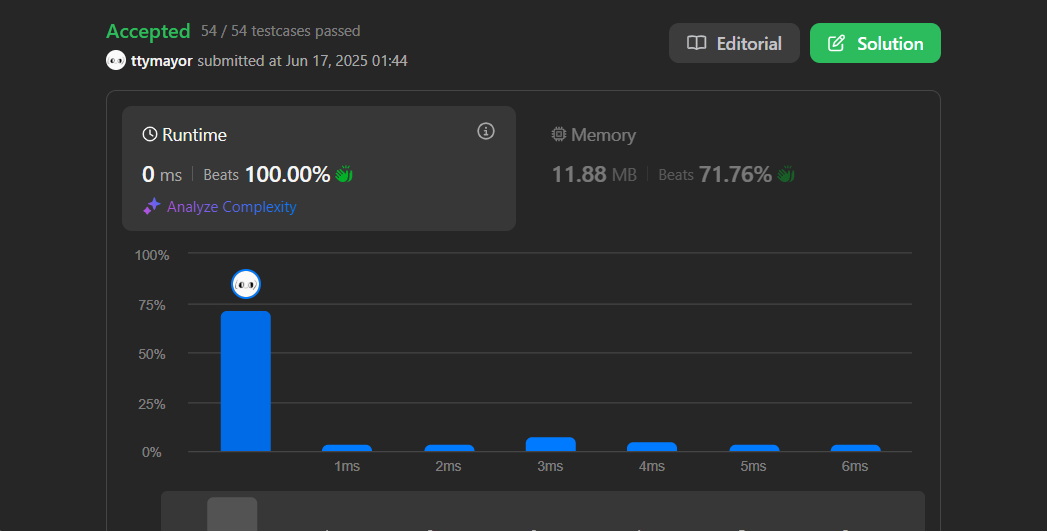 Accepted 54 / 54 testcases passed
ttymayor submitted at Jun 17, 2025 01:44
Editorial
Solution
Runtime
0 ms Beats 100.00%
Analyze Complexity
Memory
11.88 MB Beats 71.76%
100%
75%
50%
25%
0%
1ms 2ms 3ms 4ms 5ms 6ms